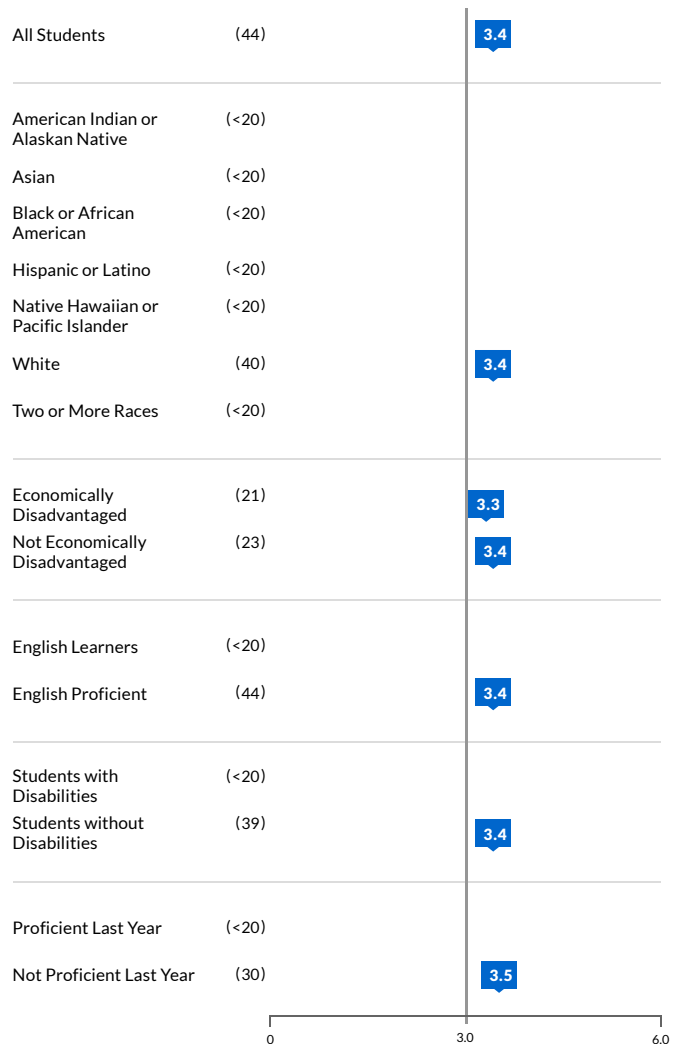 All Students (44) 3.4
American Indian or (<20)
Alaskan Native
Asian (<20)
Black or African (<20)
American
Hispanic or Latino (<20)
Native Hawaiian or (<20)
Pacific Islander
White (40) 3.4
Two or More Races (<20)
Economically (21) 3.3
Disadvantaged
Not Economically (23) 3.4
Disadvantaged
English Learners (<20)
English Proficient (44) 3.4
Students with (<20)
Disabilities
Students without (39) 3.4
Disabilities
Proficient Last Year (<20)
Not Proficient Last Year (30) 3.5
0 3.0 6.0